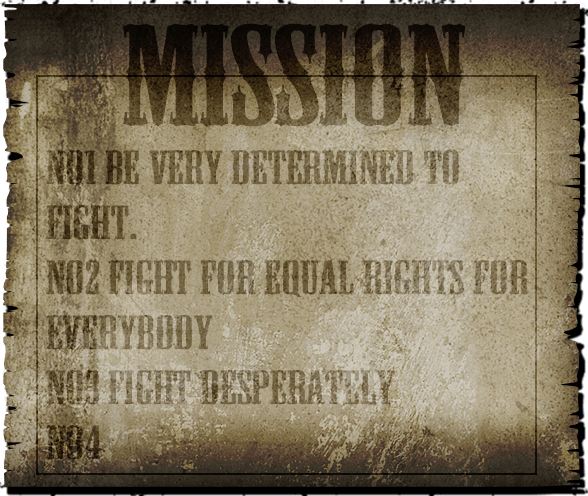 MISSION
NO1 BE VERY DETERMINED TO
FIGHT.
NO2 FIGHT FOR EQUAL RIGHTS FOR
EVERYBODY
NO3 FIGHT DESPERATELY
NO4